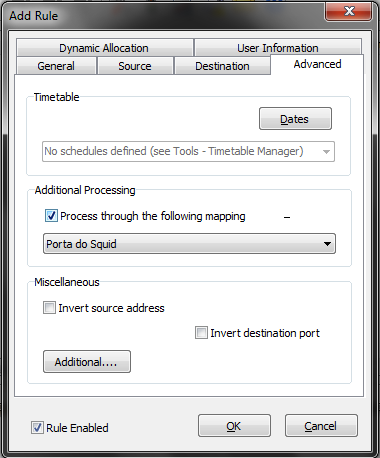 Add Rule
Dynamic Allocation User Information
General Source Destination Advanced
Timetable
Dates
No schedules defined (see Tools - Timetable Manager)
Additional Processing
Process through the following mapping –
Porta do Squid
Miscellaneous
Invert source address
Invert destination port
Additional....
Rule Enabled OK Cancel